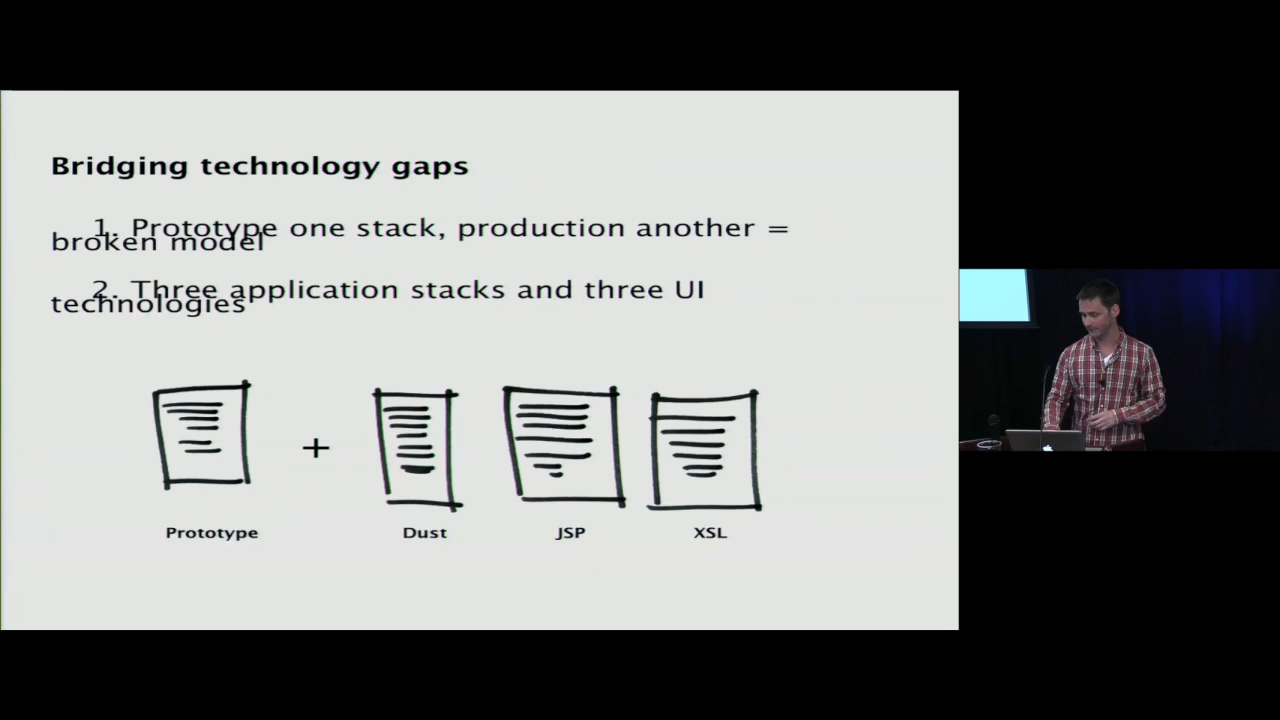 Bridging technology gaps
1. Prototype one stack, production another =
broken model
2. Three application stacks and three UI
technologies
+
Prototype
Dust
JSP
XSL